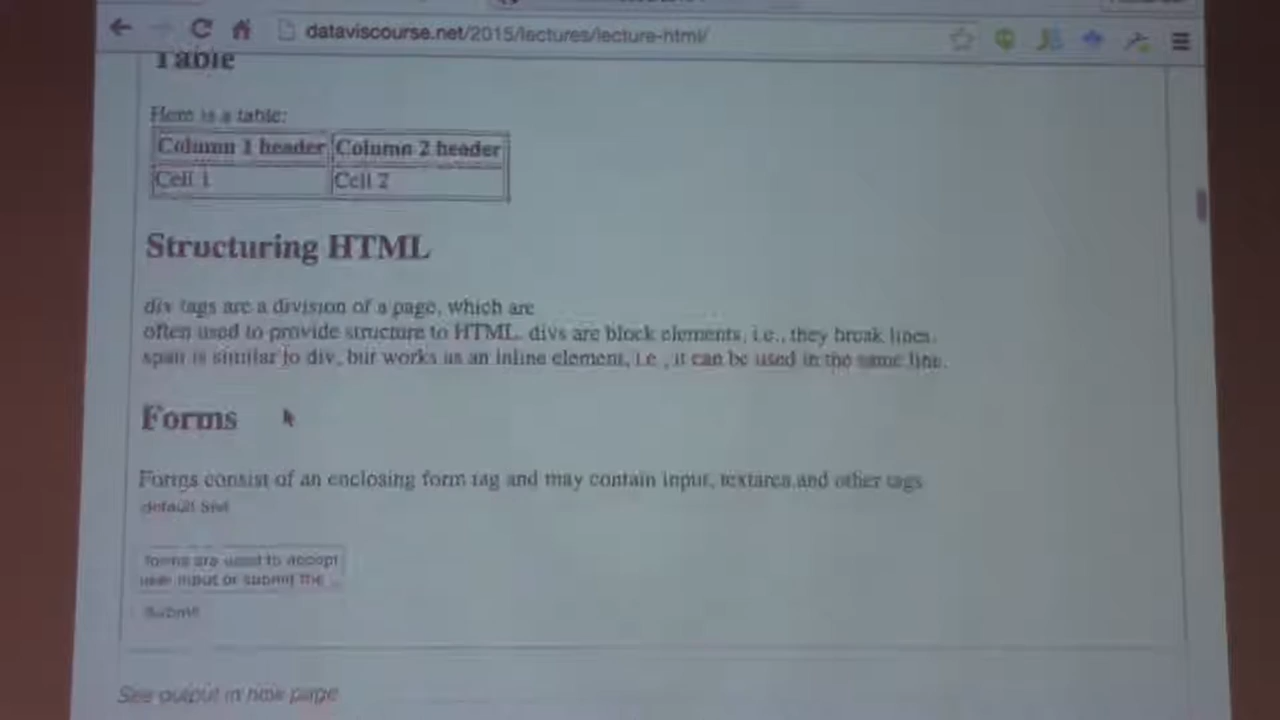 dataviscourse.net/2015/lectures/lecture-html/
Table
Here is a table:
Column 1 header Column 2 header
Cell 1 Cell 2
Structuring HTML
div tags are a division of a page, which are
often used to provide structure to HTML. divs are block elements, i.e., they break lines.
span is similar to div, but works as an inline element, i.e., it can be used in the same line.
Forms
Forms consist of an enclosing form tag and may contain input, textarea and other tags
default text
forms are used to accept
user input or submit the ...
Submit
See output in new page